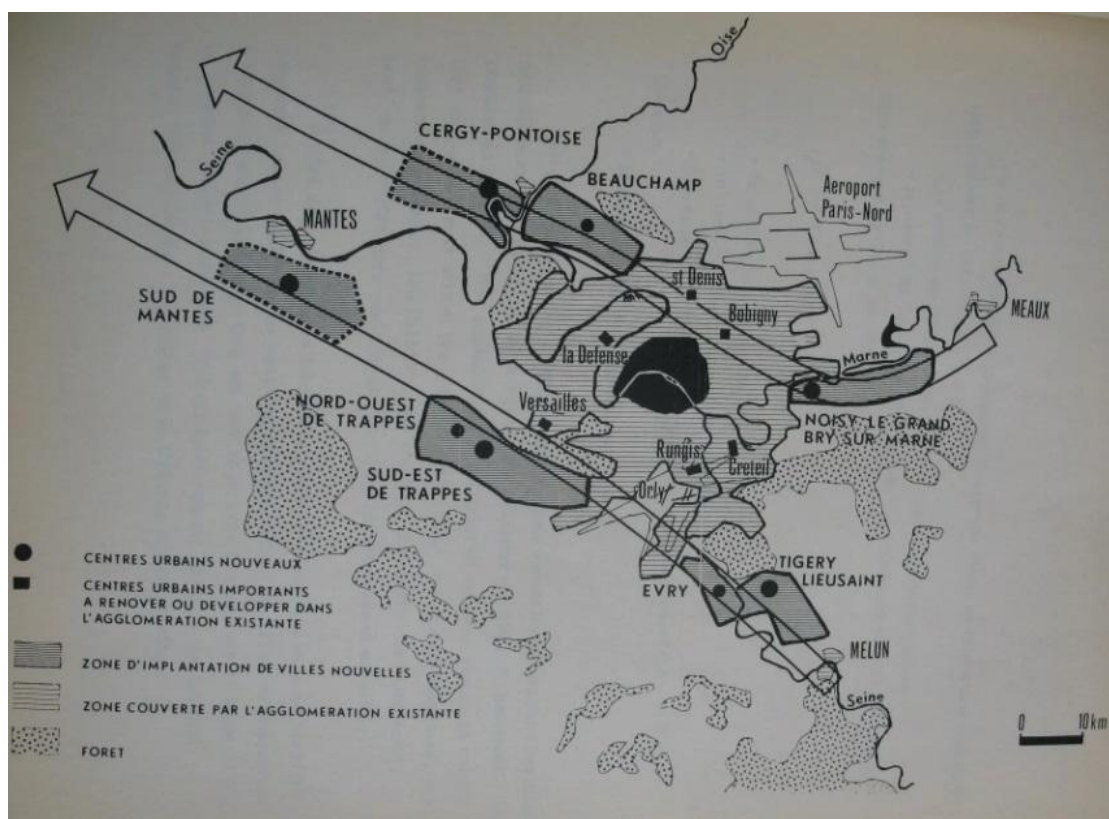 Oise
CERGY-PONTOISE
Seine
BEAUCHAMP
Aeroport
Paris-Nord
MANTES
st Denis
SUD DE
MANTES
Bobigny
MEAUX
la Defense
Marne
NORD-OUEST
DE TRAPPES
Versailles
NOISY-LE GRAND
BRY SUR MARNE
SUD-EST
DE TRAPPES
Rungis
Creteil
Orly
TIGERY
LIEUSAINT
EVRY
MELUN
Seine
CENTRES URBAINS NOUVEAUX
CENTRES URBAINS IMPORTANTS
A RENOVER OU DEVELOPPER DANS
L'AGGLOMERATION EXISTANTE
ZONE D'IMPLANTATION DE VILLES NOUVELLES
ZONE COUVERTE PAR L'AGGLOMERATION EXISTANTE
FORET
0 10 km